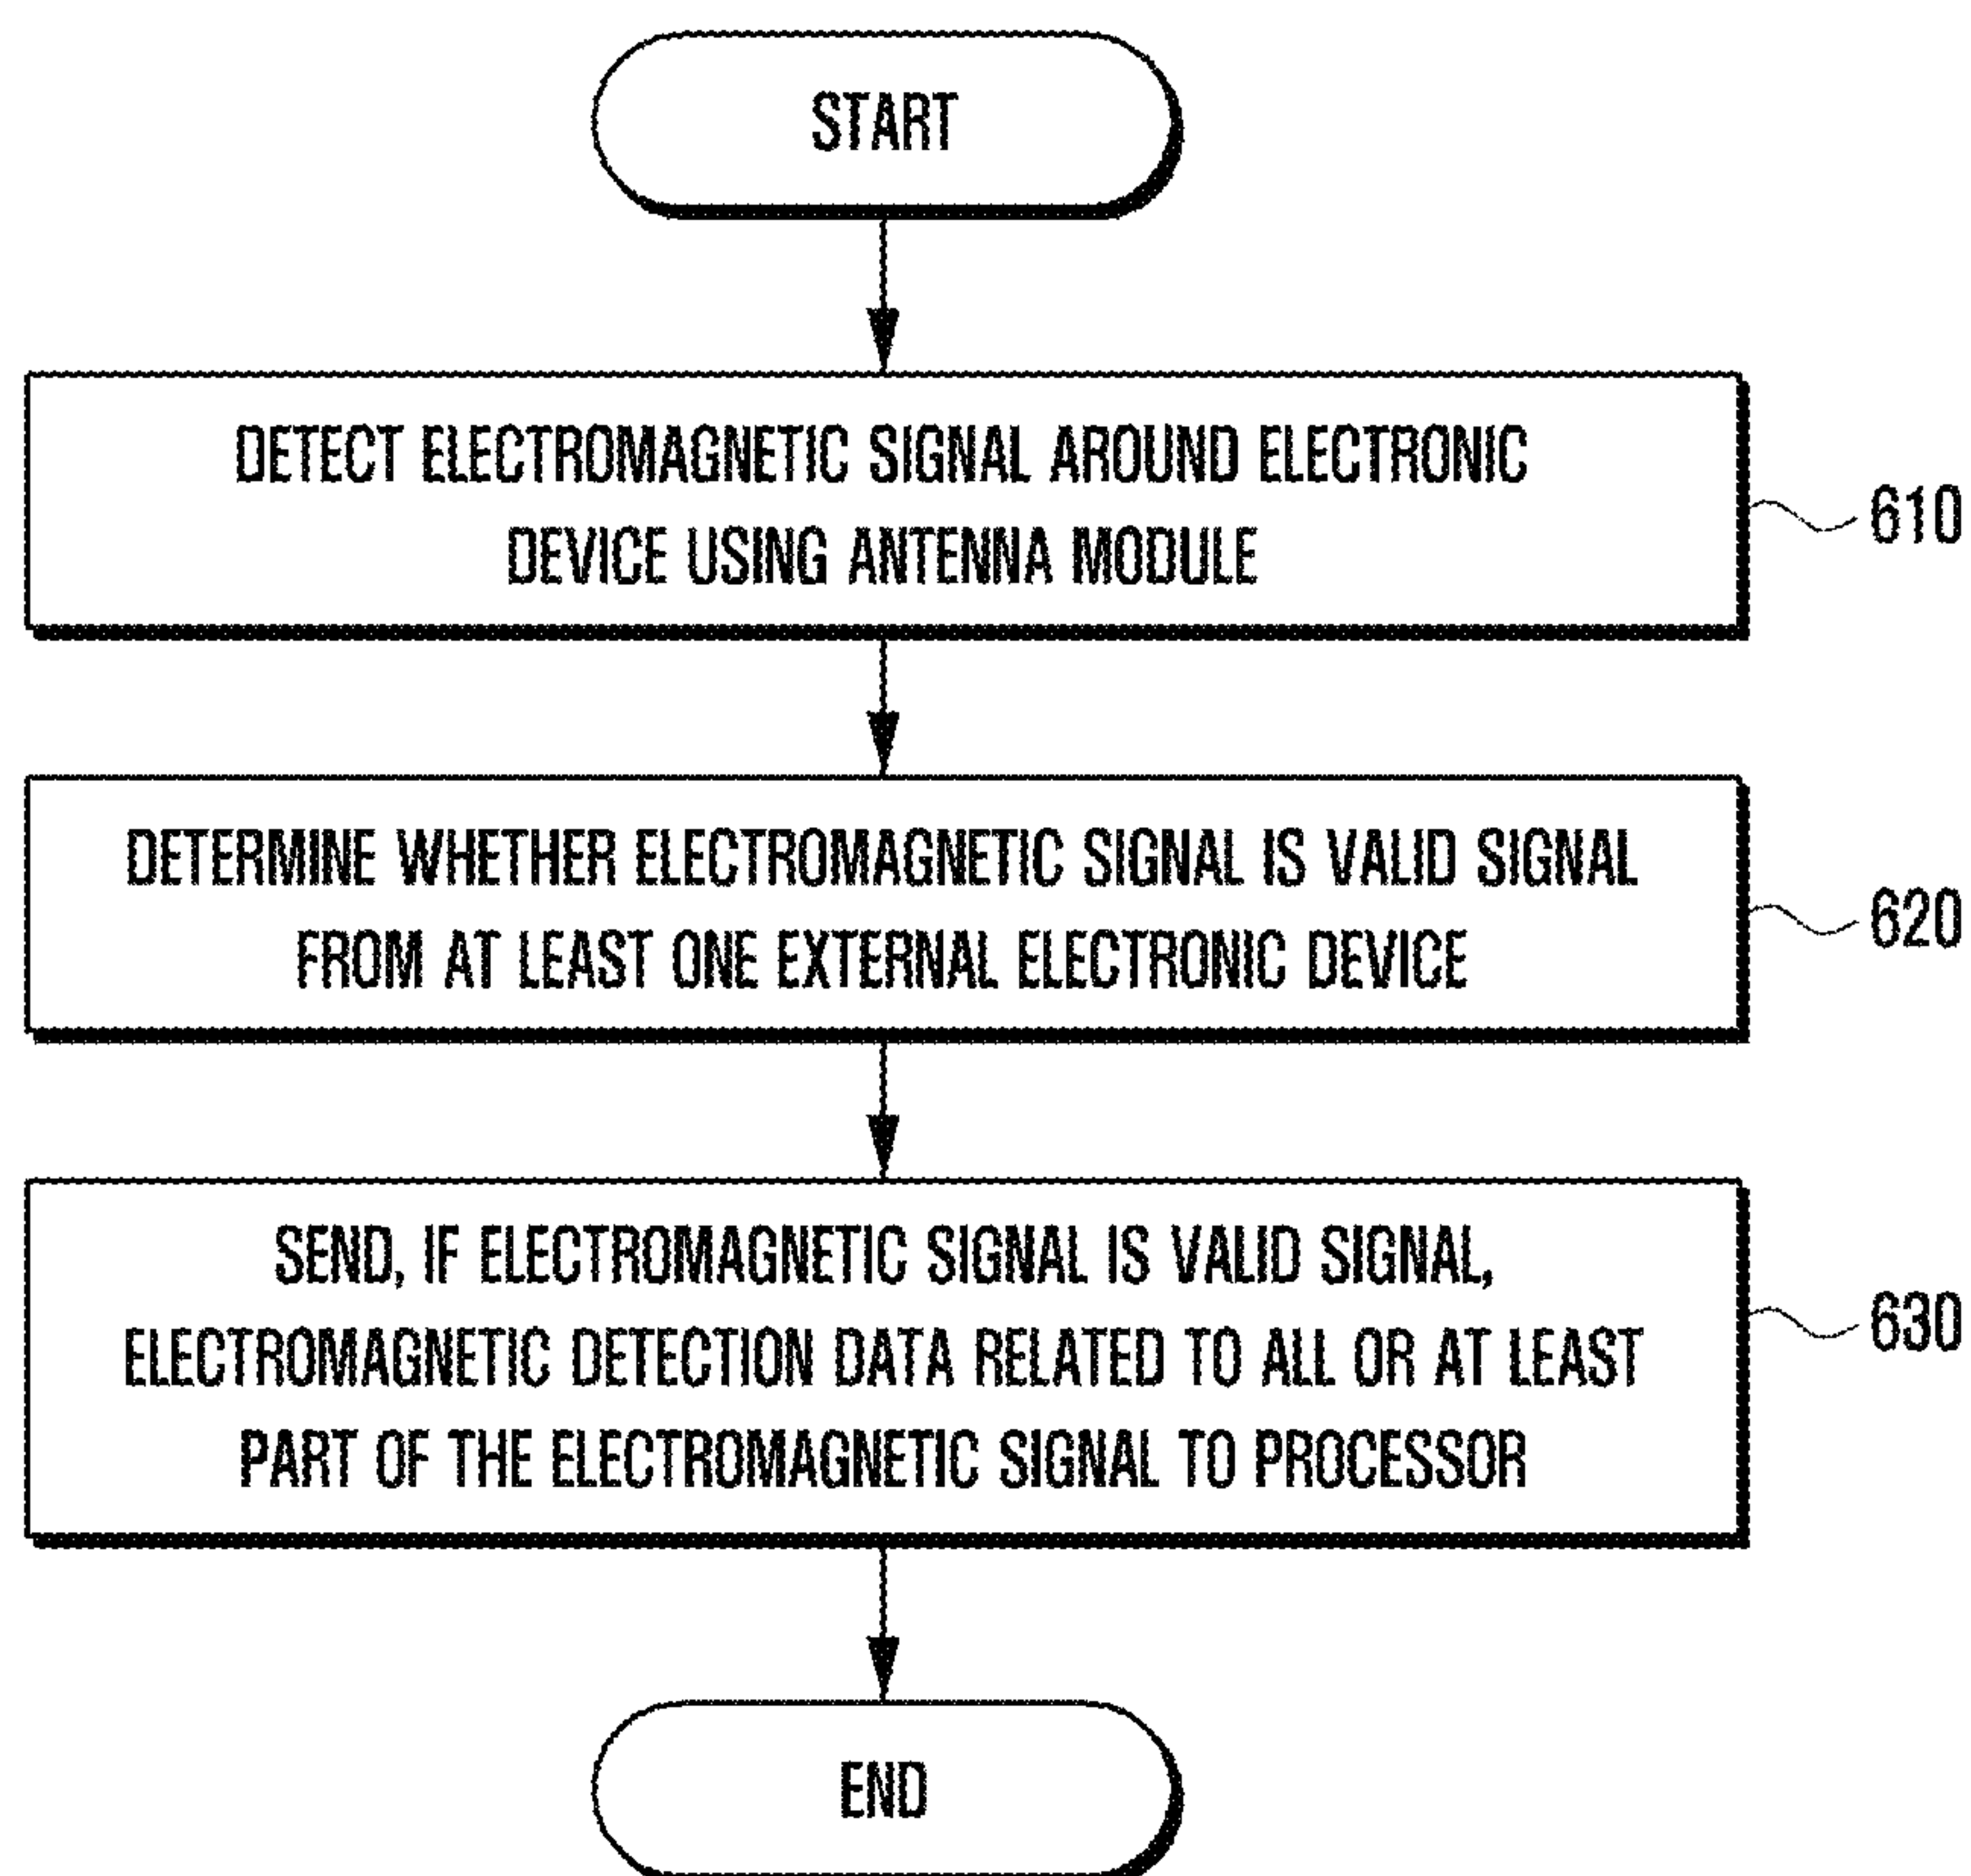 START
DETECT ELECTROMAGNETIC SIGNAL AROUND ELECTRONIC
DEVICE USING ANTENNA MODULE
610
DETERMINE WHETHER ELECTROMAGNETIC SIGNAL IS VALID SIGNAL
FROM AT LEAST ONE EXTERNAL ELECTRONIC DEVICE
620
SEND, IF ELECTROMAGNETIC SIGNAL IS VALID SIGNAL,
ELECTROMAGNETIC DETECTION DATA RELATED TO ALL OR AT LEAST
PART OF THE ELECTROMAGNETIC SIGNAL TO PROCESSOR
630
END